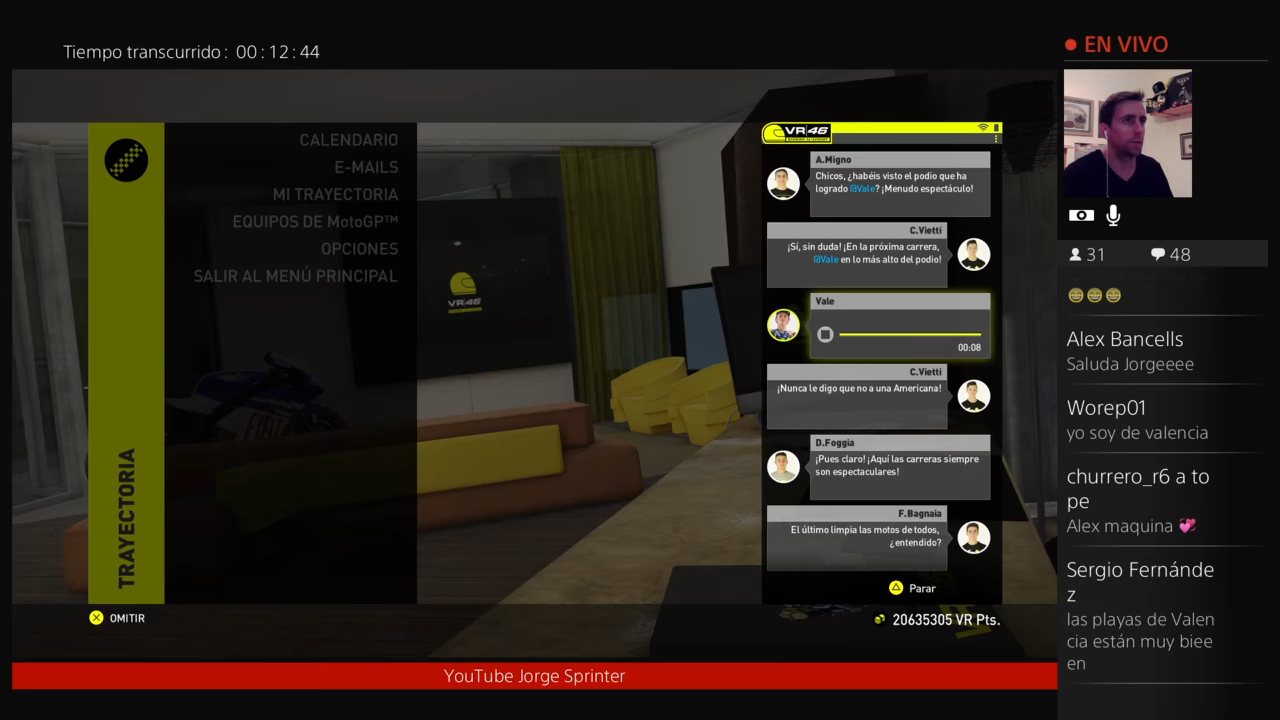 Tiempo transcurrido : 00 : 12 : 44
EN VIVO
CALENDARIO
E-MAILS
MI TRAYECTORIA
EQUIPOS DE MotoGP™
OPCIONES
SALIR AL MENÚ PRINCIPAL
TRAYECTORIA
VR46
VR46
A.Migno
Chicos, ¿habéis visto el podio que ha
logrado @Vale? ¡Menudo espectáculo!
C.Vietti
¡Sí, sin duda! ¡En la próxima carrera,
@Vale en lo más alto del podio!
Vale
00:08
C.Vietti
¡Nunca le digo que no a una Americana!
D.Foggia
¡Pues claro! ¡Aquí las carreras siempre
son espectaculares!
F.Bagnaia
El último limpia las motos de todos,
¿entendido?
Parar
OMITIR
20635305 VR Pts.
YouTube Jorge Sprinter
31
48
Alex Bancells
Saluda Jorgeeee
Worep01
yo soy de valencia
churrero_r6 a to
pe
Alex maquina 💞
Sergio Fernánde
z
las playas de Valen
cia están muy biee
en